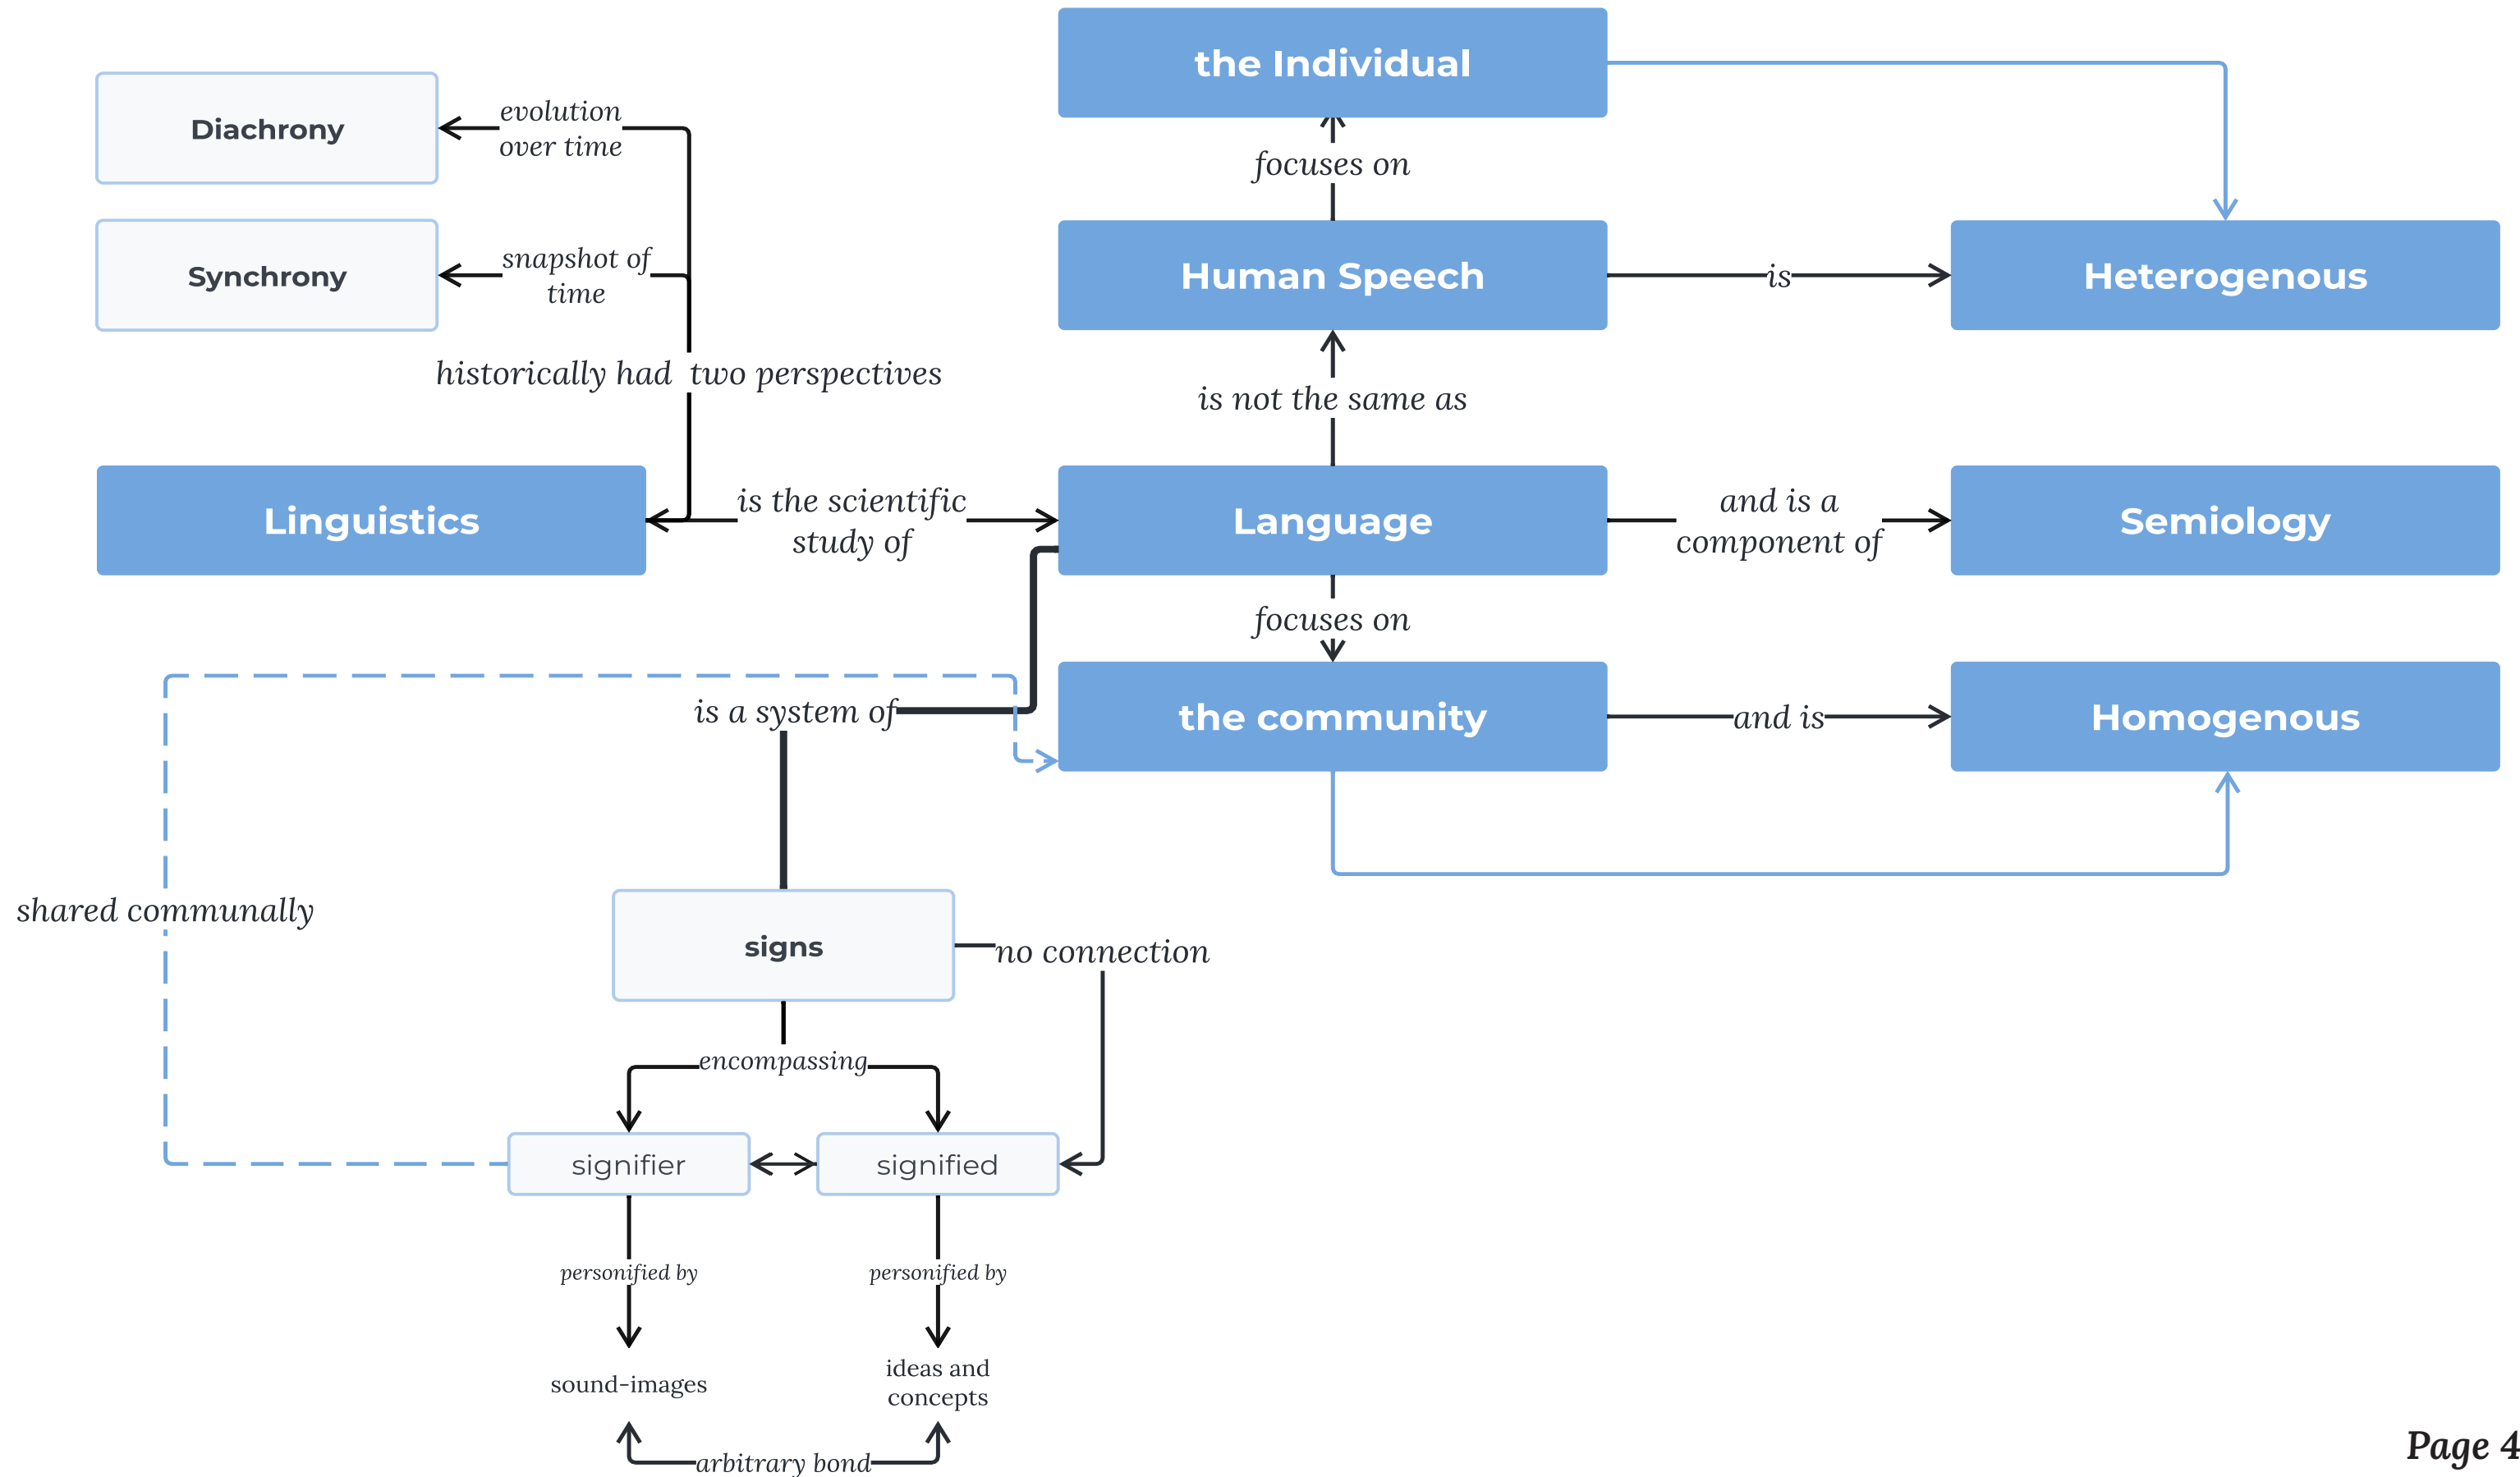 the Individual
Diachrony
evolution
over time
focuses on
Synchrony
snapshot of
time
Human Speech
is
Heterogenous
historically had  two perspectives
is not the same as
Linguistics
is the scientific
study of
Language
and is a
component of
Semiology
focuses on
is a system of
the community
and is
Homogenous
shared communally
signs
no connection
encompassing
signifier
signified
personified by
personified by
sound-images
ideas and
concepts
arbitrary bond
Page 4